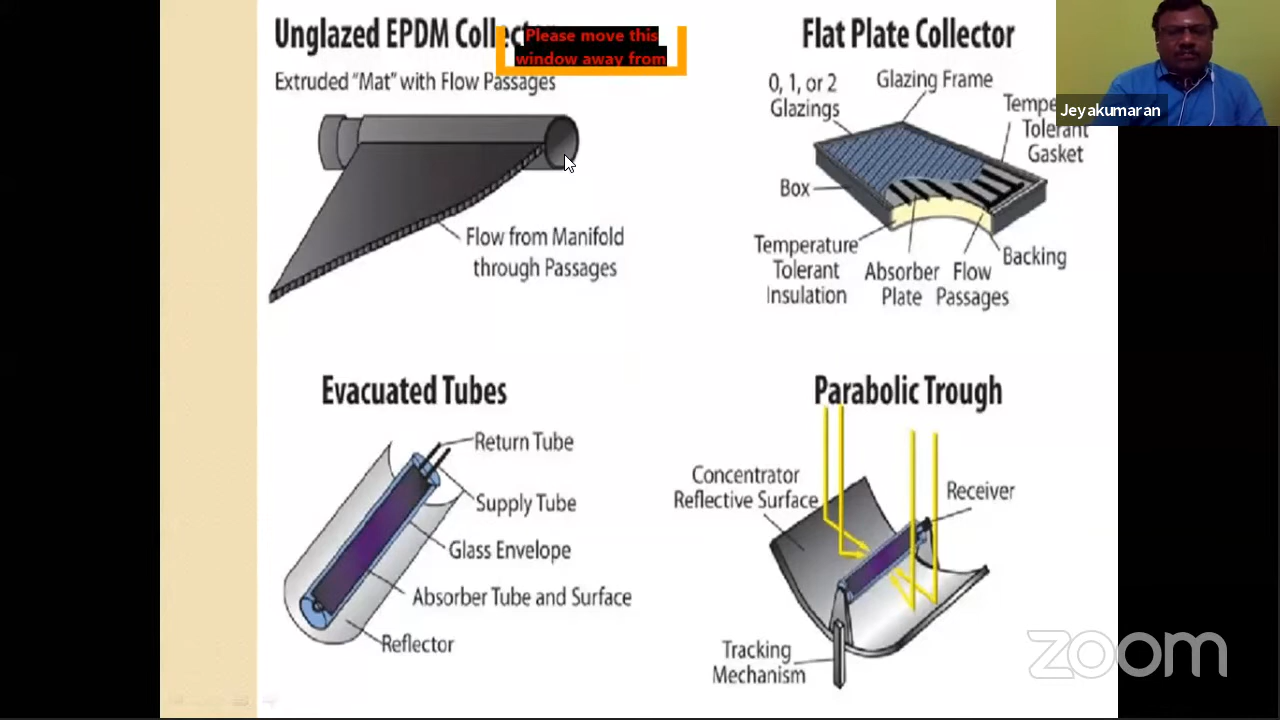 Unglazed EPDM Collector
Please move this
window away from
Extruded “Mat” with Flow Passages
Flow from Manifold
through Passages
Flat Plate Collector
0, 1, or 2
Glazings
Glazing Frame
Tolerant
Gasket
Jeyakumaran
Box
Temperature
Tolerant
Insulation
Absorber
Plate
Flow
Passages
Backing
Evacuated Tubes
Return Tube
Supply Tube
Glass Envelope
Absorber Tube and Surface
Reflector
Parabolic Trough
Concentrator
Reflective Surface
Receiver
Tracking
Mechanism
zoom